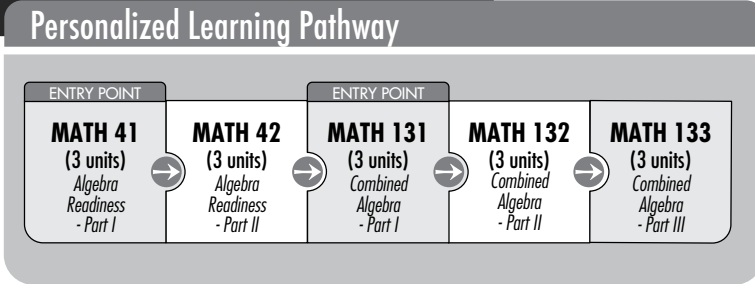 Personalized Learning Pathway
ENTRY POINT
MATH 41
(3 units)
Algebra
Readiness
- Part I
MATH 42
(3 units)
Algebra
Readiness
- Part II
ENTRY POINT
MATH 131
(3 units)
Combined
Algebra
- Part I
MATH 132
(3 units)
Combined
Algebra
- Part II
MATH 133
(3 units)
Combined
Algebra
- Part III